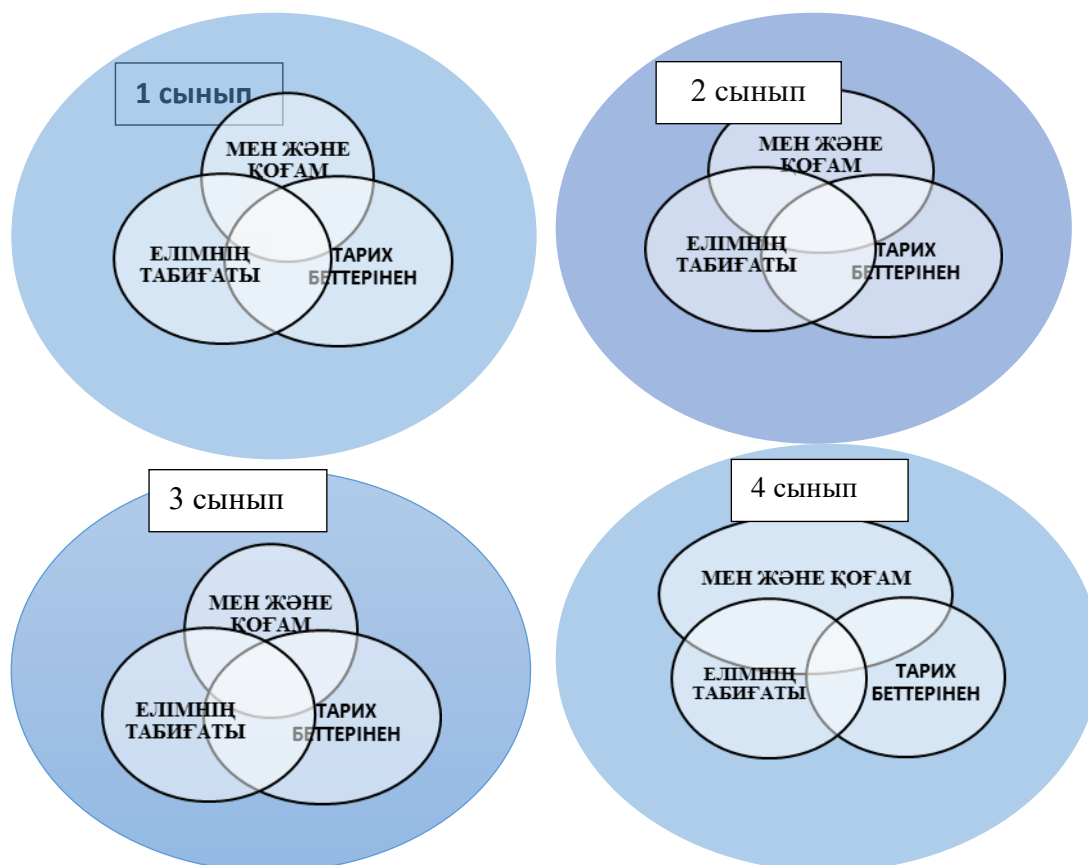 1 сынып
МЕН ЖӘНЕ
ҚОҒАМ
ЕЛІМНІҢ
ТАБИҒАТЫ
ТАРИХ
БЕТТЕРІНЕН
2 сынып
МЕН ЖӘНЕ
ҚОҒАМ
ЕЛІМНІҢ
ТАБИҒАТЫ
ТАРИХ
БЕТТЕРІНЕН
3 сынып
МЕН ЖӘНЕ
ҚОҒАМ
ЕЛІМНІҢ
ТАБИҒАТЫ
ТАРИХ
БЕТТЕРІНЕН
4 сынып
МЕН ЖӘНЕ ҚОҒАМ
ЕЛІМНІҢ
ТАБИҒАТЫ
ТАРИХ
БЕТТЕРІНЕН